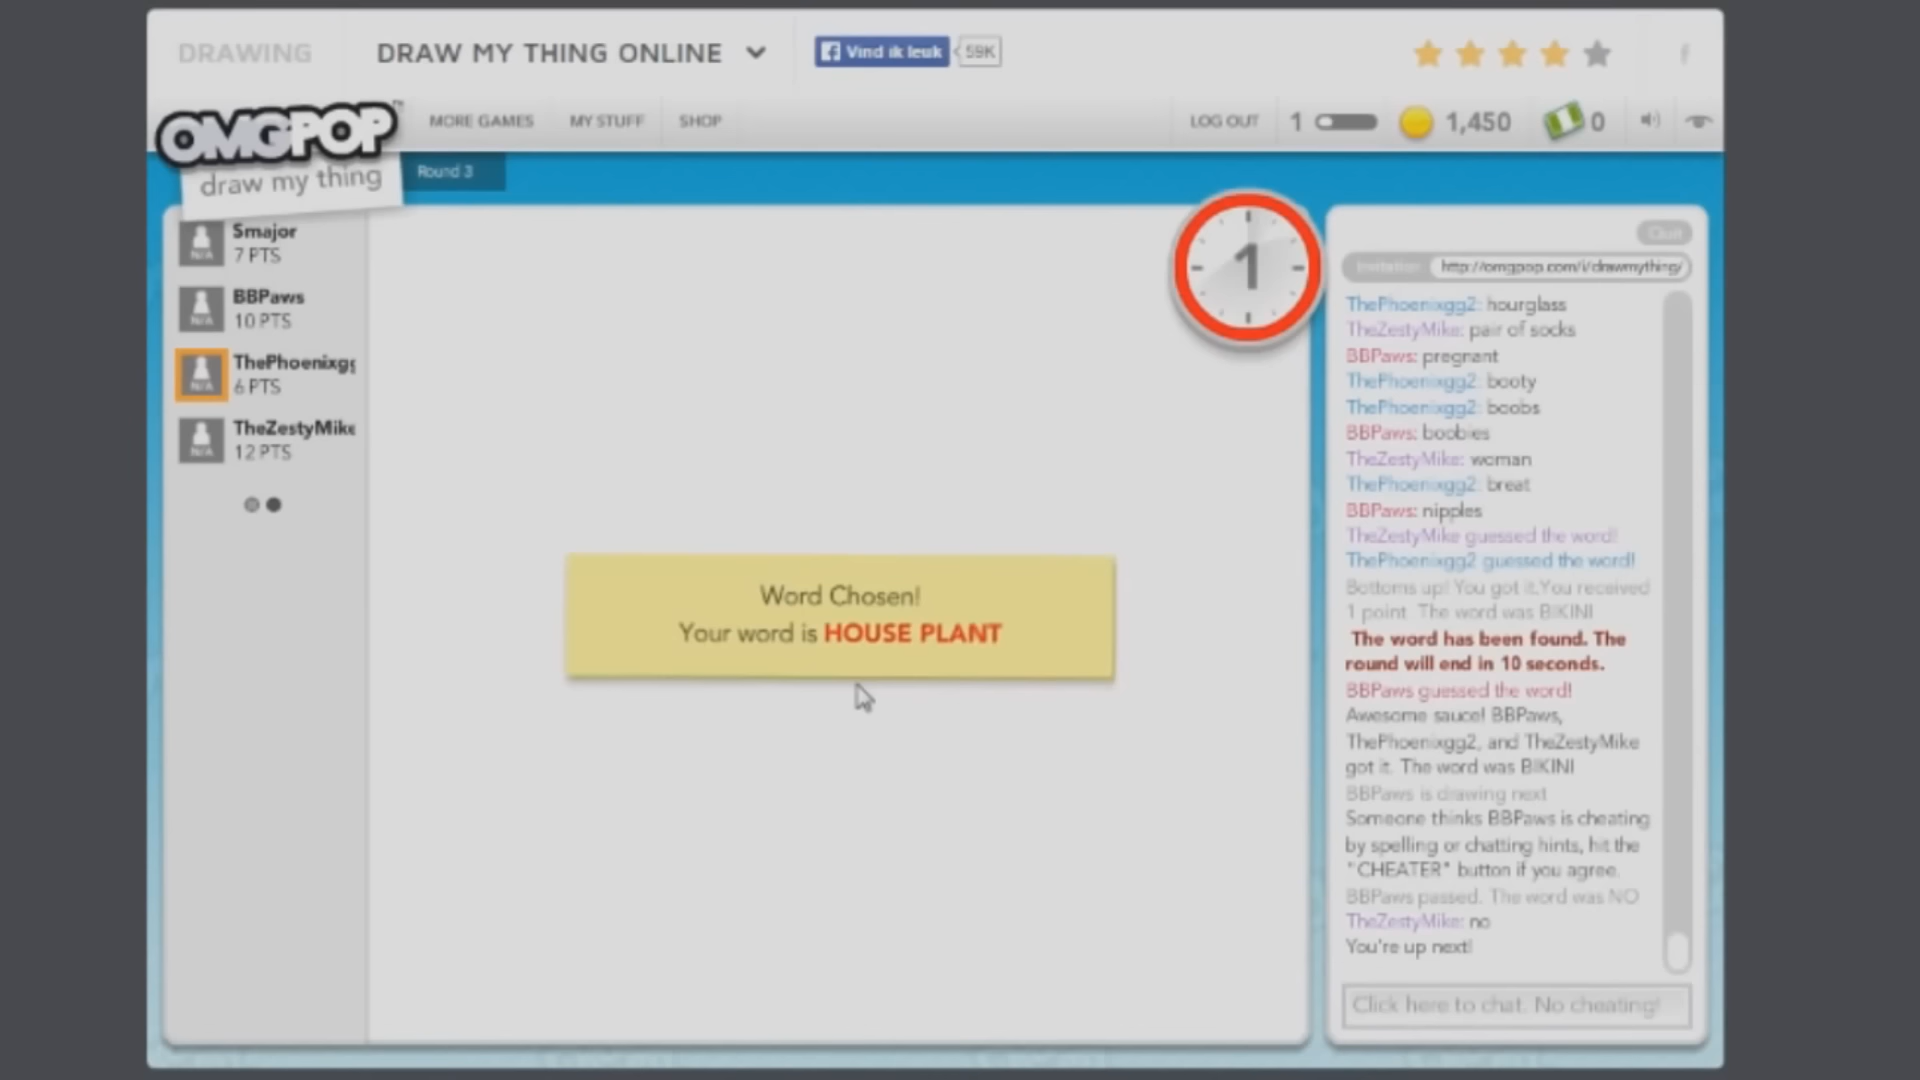 DRAWING
DRAW MY THING ONLINE
Vind ik leuk
59K
OMGPOP
draw my thing
MORE GAMES
MY STUFF
SHOP
LOG OUT
1
1,450
0
Round 3
Smajor
7 PTS
BBPaws
10 PTS
ThePhoenixgg
6 PTS
TheZestyMike
12 PTS
1
Word Chosen!
Your word is HOUSE PLANT
Invitation
http://omgpop.com/i/drawmything/
ThePhoenixgg2: hourglass
TheZestyMike: pair of socks
BBPaws: pregnant
ThePhoenixgg2: booty
ThePhoenixgg2: boobs
BBPaws: boobies
TheZestyMike: woman
ThePhoenixgg2: breat
BBPaws: nipples
TheZestyMike guessed the word!
ThePhoenixgg2 guessed the word!
Bottoms up! You got it.You received
1 point. The word was BIKINI
The word has been found. The
round will end in 10 seconds.
BBPaws guessed the word!
Awesome sauce! BBPaws,
ThePhoenixgg2, and TheZestyMike
got it. The word was BIKINI
BBPaws is drawing next
Someone thinks BBPaws is cheating
by spelling or chatting hints, hit the
"CHEATER" button if you agree.
BBPaws passed. The word was NO
TheZestyMike: no
You're up next!
Click here to chat. No cheating!